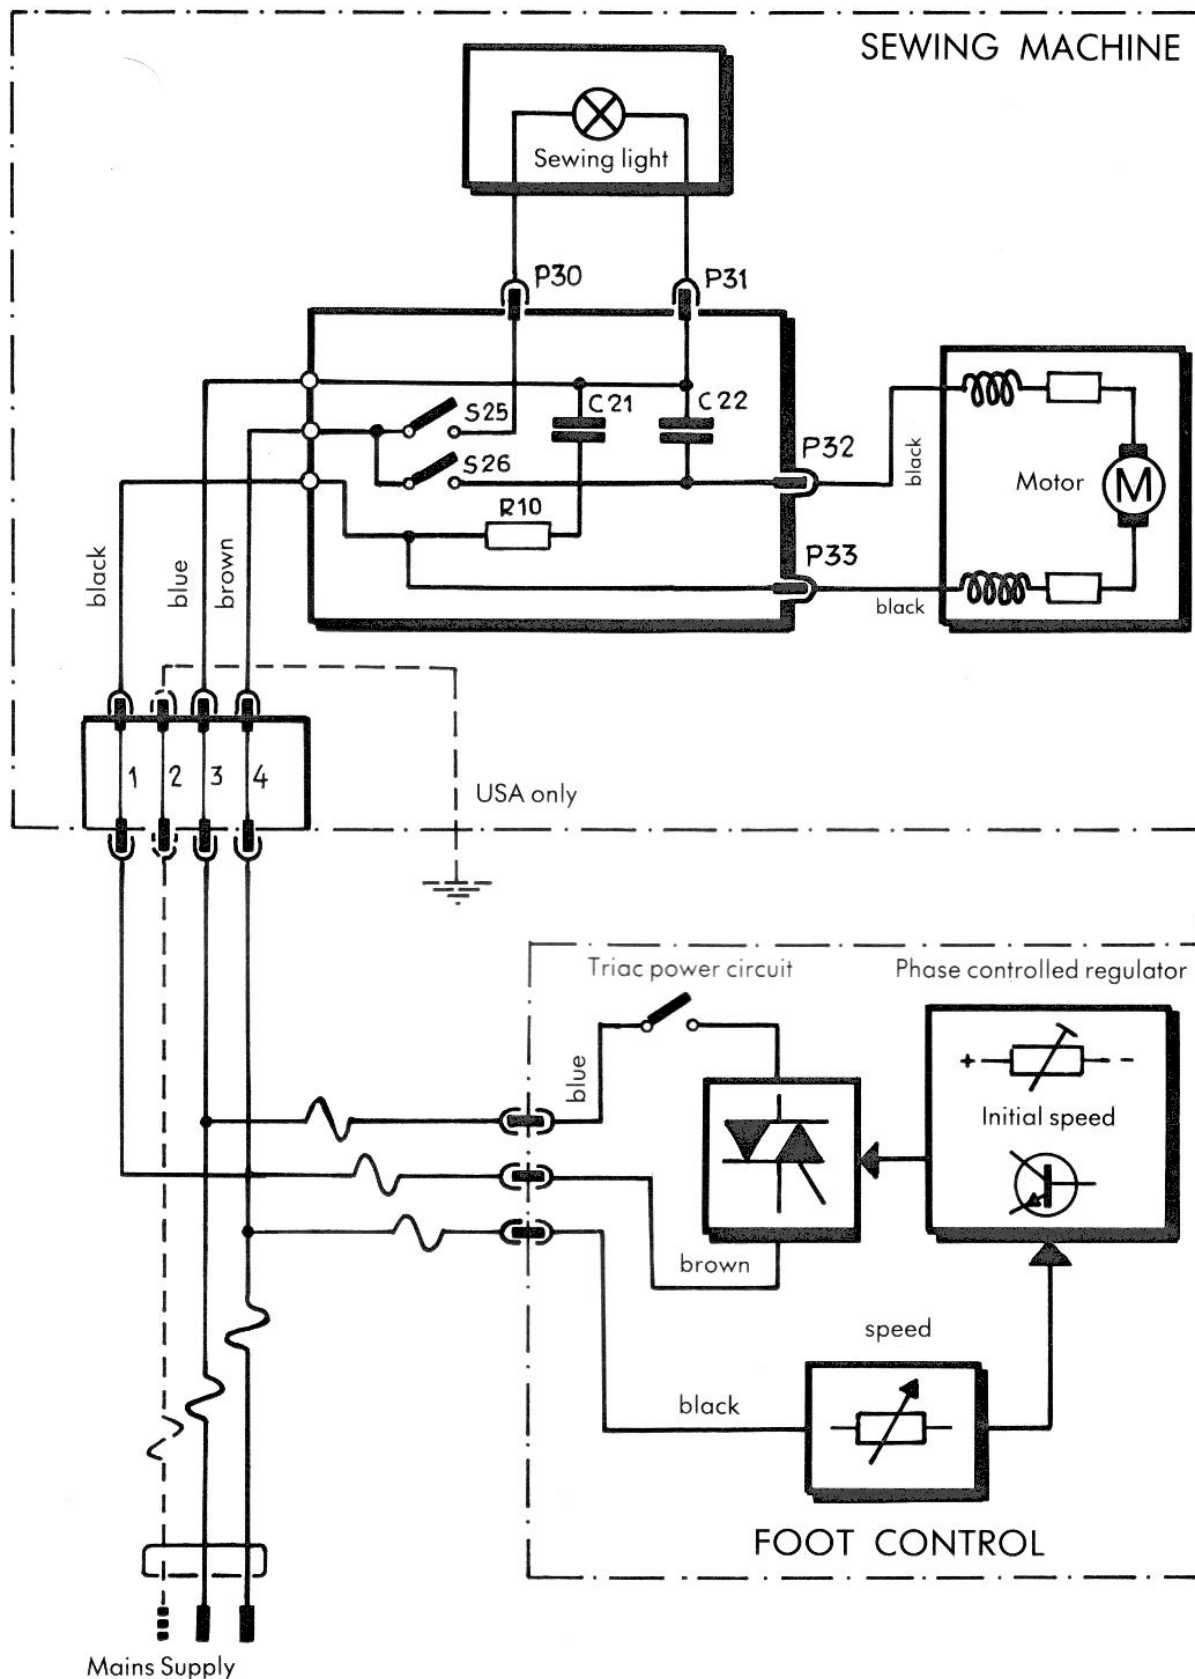 SEWING MACHINE
Sewing light
P30
P31
S25
C21
C22
S26
P32
R10
P33
black
black
Motor
M
black
blue
brown
black
1
2
3
4
USA only
Triac power circuit
Phase controlled regulator
blue
+
- -
Initial speed
brown
speed
black
FOOT CONTROL
Mains Supply